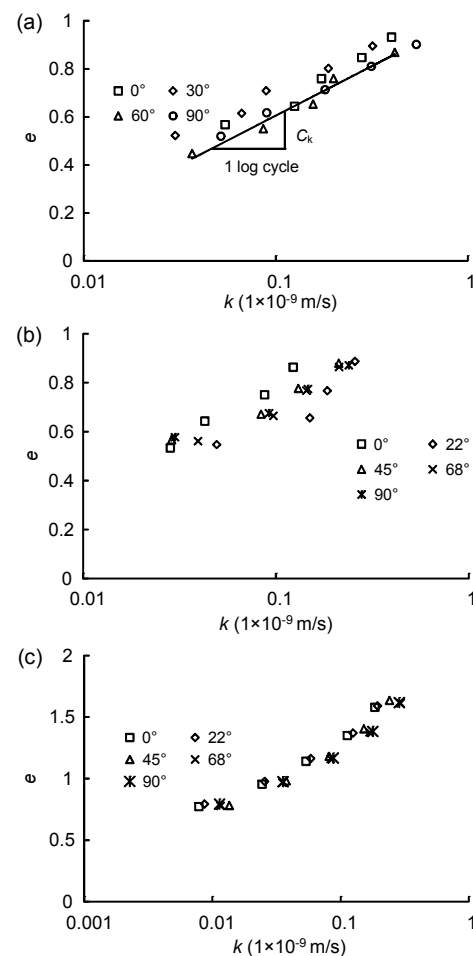 (a)
1
0.8
0.6
0.4
0.2
0
e
0° 30°
60° 90°
C_k
1 log cycle
0.01 0.1 1
k (1×10⁻⁹ m/s)
(b)
1
0.8
0.6
0.4
0.2
0
e
0° 22°
45° 68°
90°
0.01 0.1 1
k (1×10⁻⁹ m/s)
(c)
2
1.5
1
0.5
0
e
0° 22°
45° 68°
90°
0.001 0.01 0.1 1
k (1×10⁻⁹ m/s)